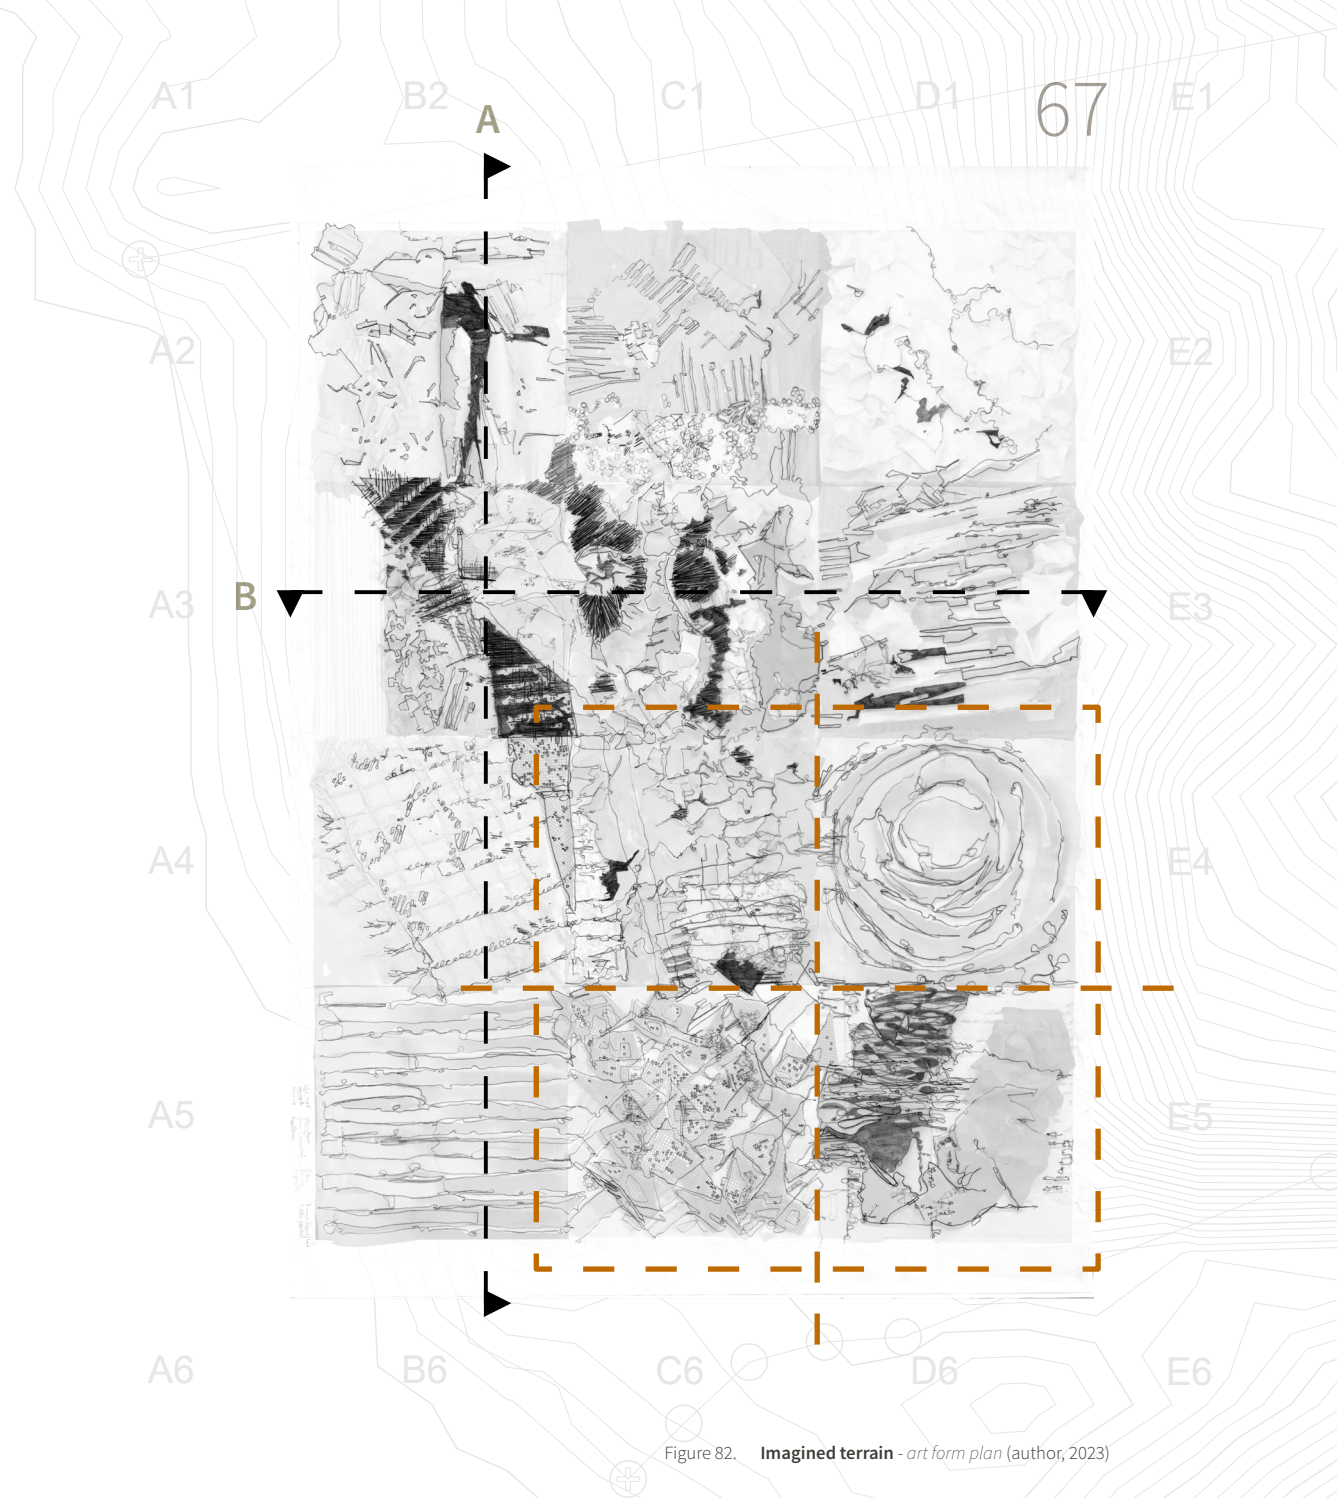 A1 B2 C1 D1 67 E1
A
A2 E2
B A3 E3
A4 E4
A5 E5
A6 B6 C6 D6 E6
Figure 82. Imagined terrain - art form plan (author, 2023)